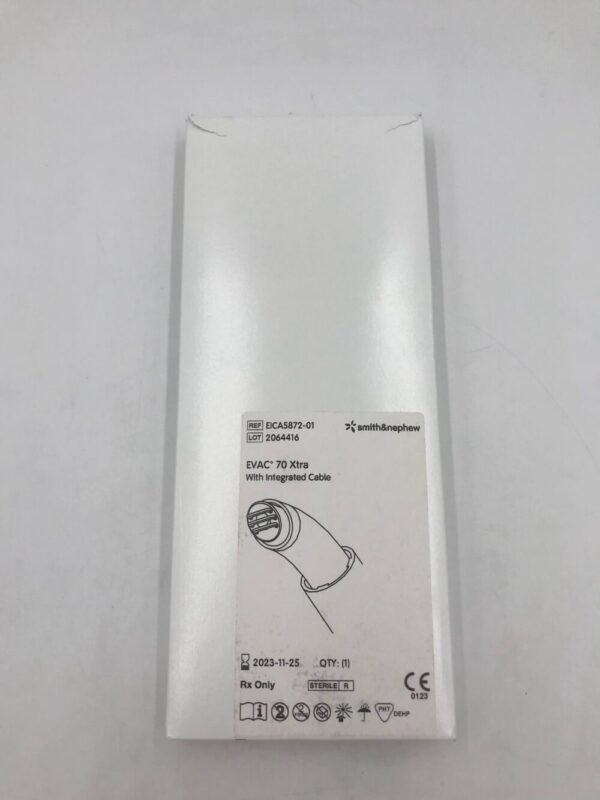 REF EICA5872-01
LOT 2064416
smith&nephew
EVAC° 70 Xtra
With Integrated Cable
2023-11-25 QTY: (1)
Rx Only STERILE R
CE
0123
i 2 PHT DEHP